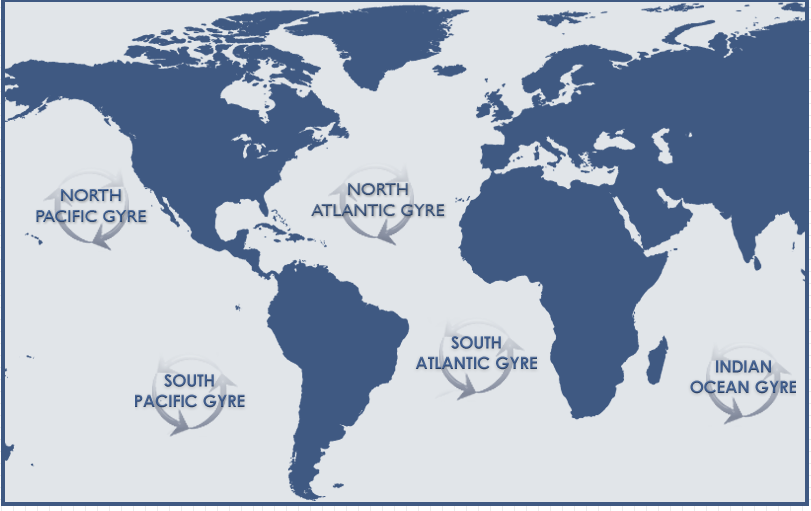 NORTH
PACIFIC GYRE
NORTH
ATLANTIC GYRE
SOUTH
ATLANTIC GYRE
SOUTH
PACIFIC GYRE
INDIAN
OCEAN GYRE